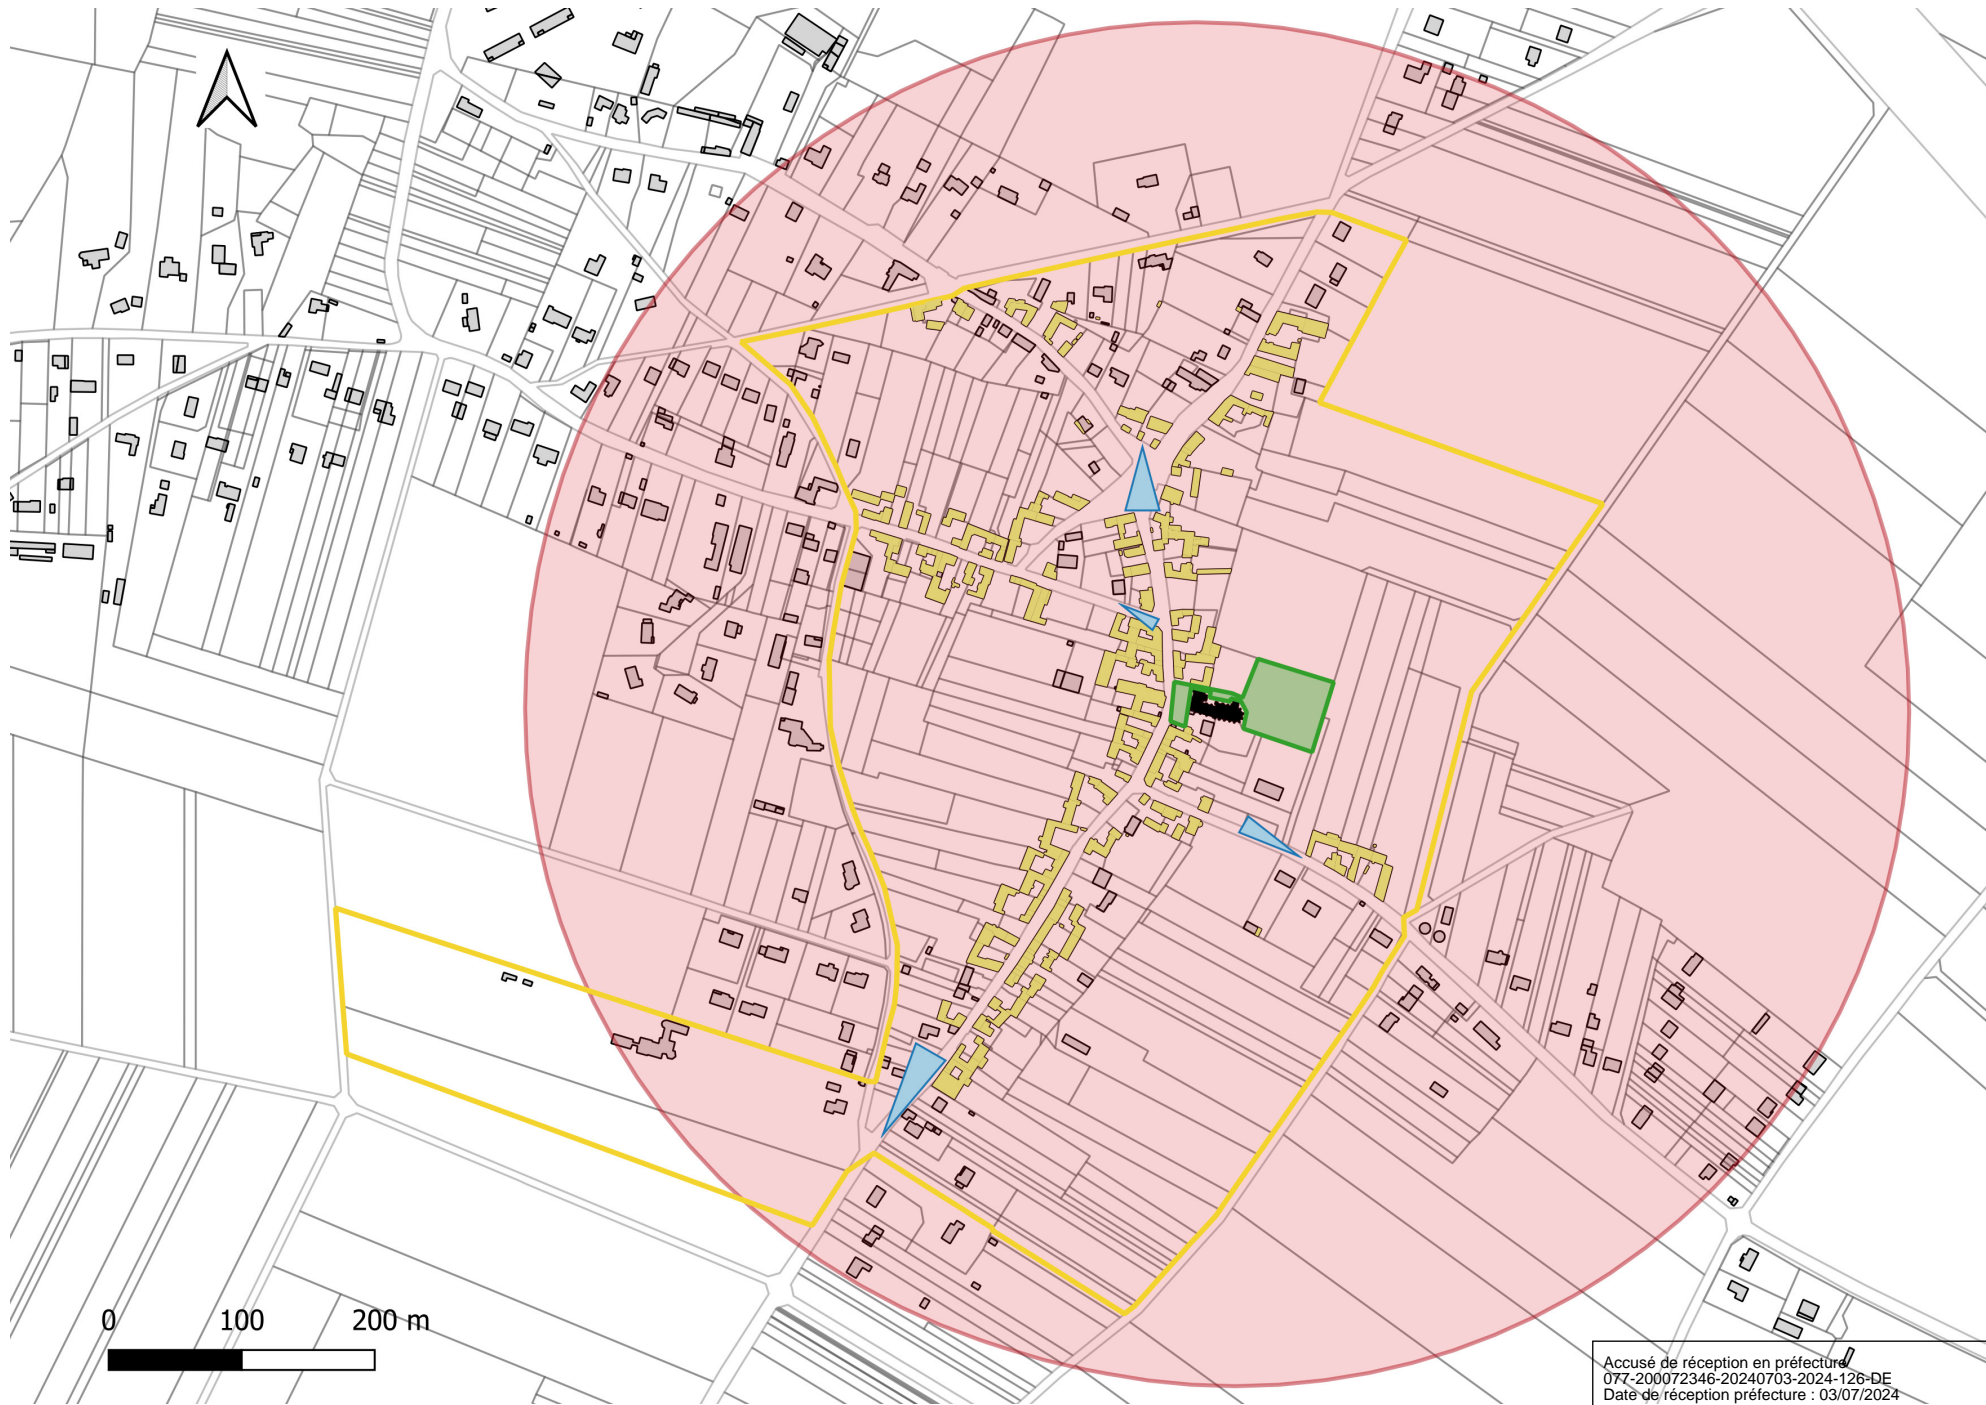 0 100 200 m
Accusé de réception en préfecture
077-200072346-20240703-2024-126-DE
Date de réception préfecture : 03/07/2024